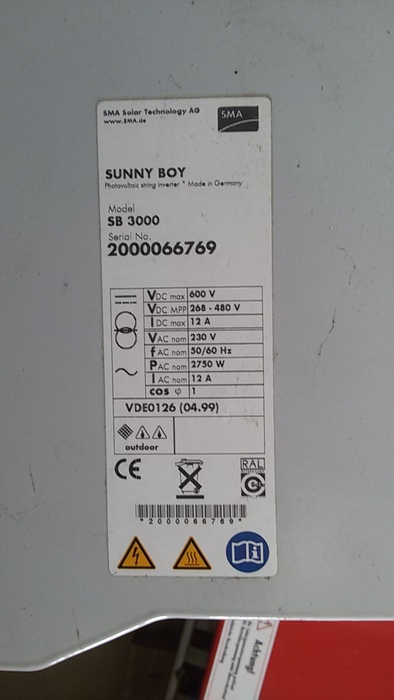 SMA Solar Technology AG
www.SMA.de
SMA
SUNNY BOY
Photovoltaic string inverter * Made in Germany
Model
SB 3000
Serial No.
2000066769
VDC max 600 V
VDC MPP 268 - 480 V
IDC max 12 A
VAC nom 230 V
fAC nom 50/60 Hz
PAC nom 2750 W
IAC nom 12 A
cos φ 1
VDE0126 (04.99)
outdoor
CE
RAL
*2000066769*
i
Achtung!